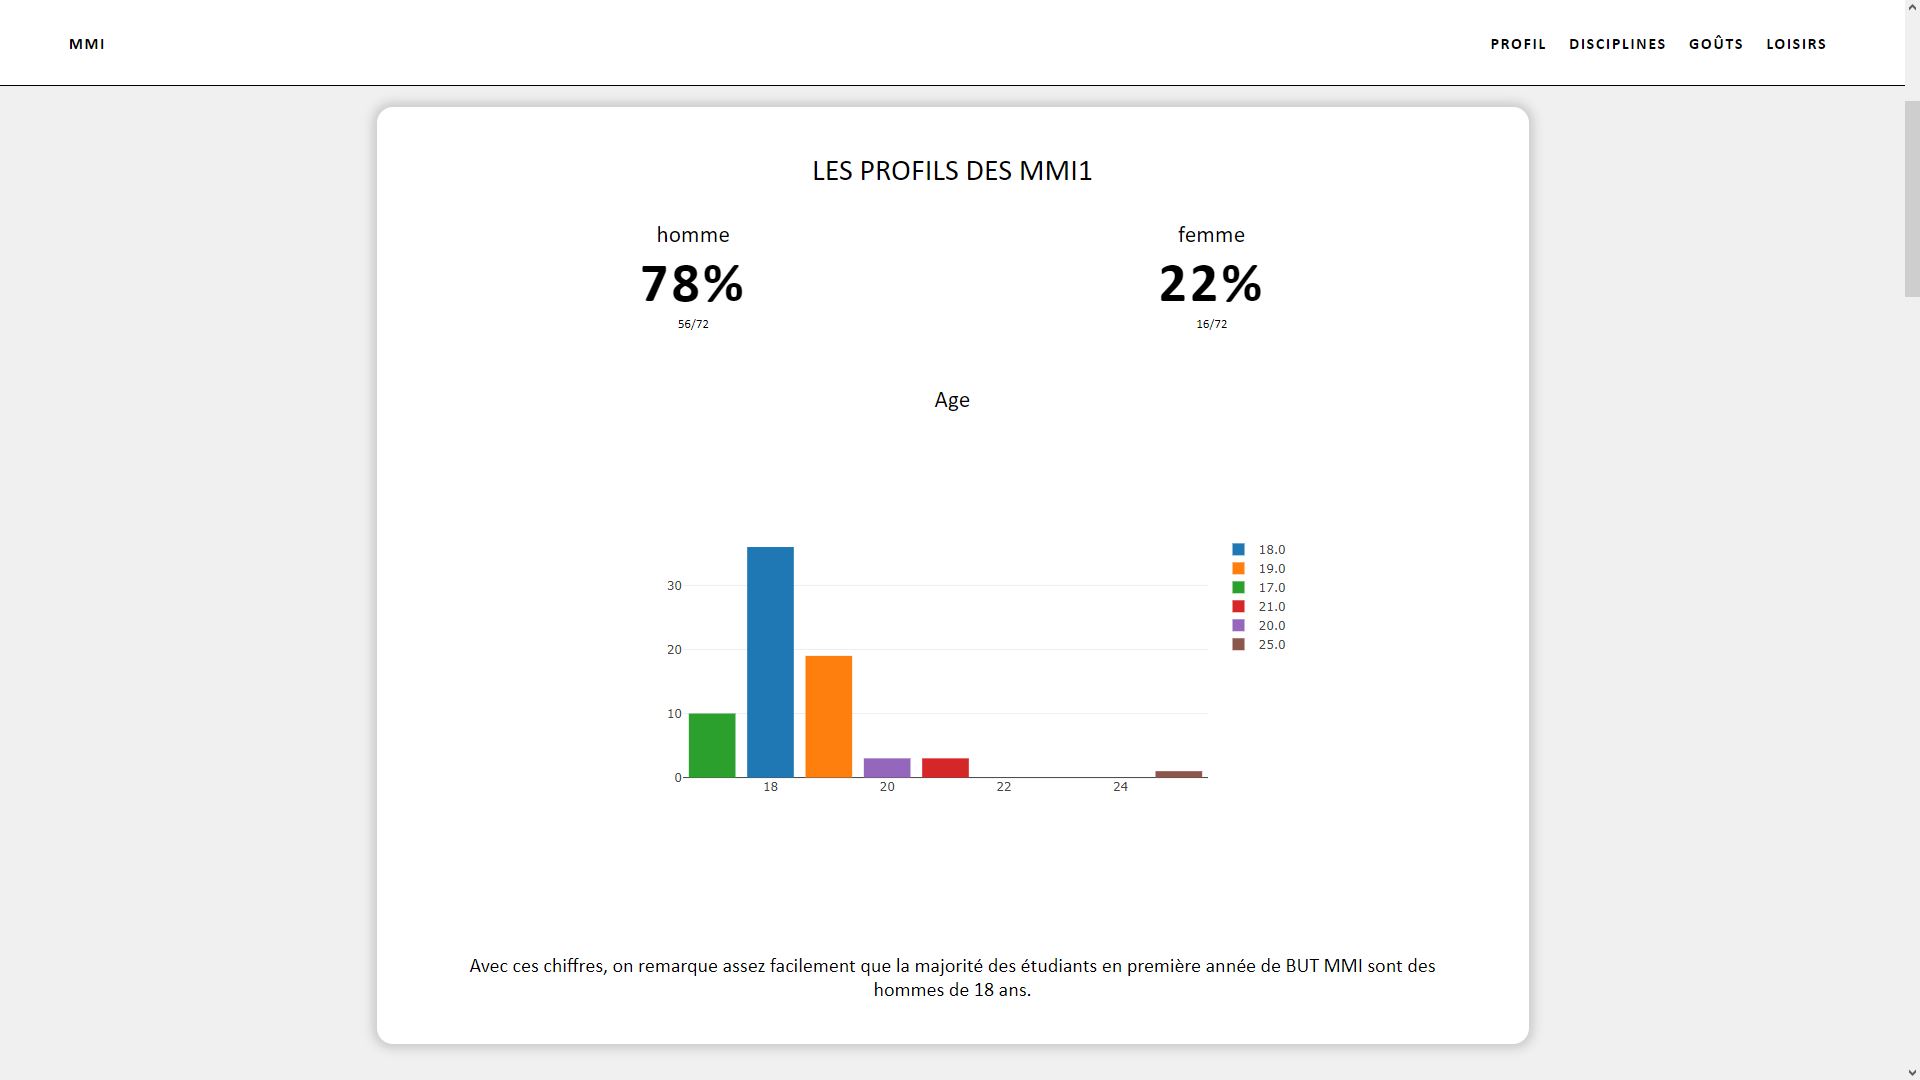 MMI
PROFIL DISCIPLINES GOÛTS LOISIRS
LES PROFILS DES MMI1
homme
78%
56/72
femme
22%
16/72
Age
30
20
10
0
18 20 22 24
18.0
19.0
17.0
21.0
20.0
25.0
Avec ces chiffres, on remarque assez facilement que la majorité des étudiants en première année de BUT MMI sont des
hommes de 18 ans.